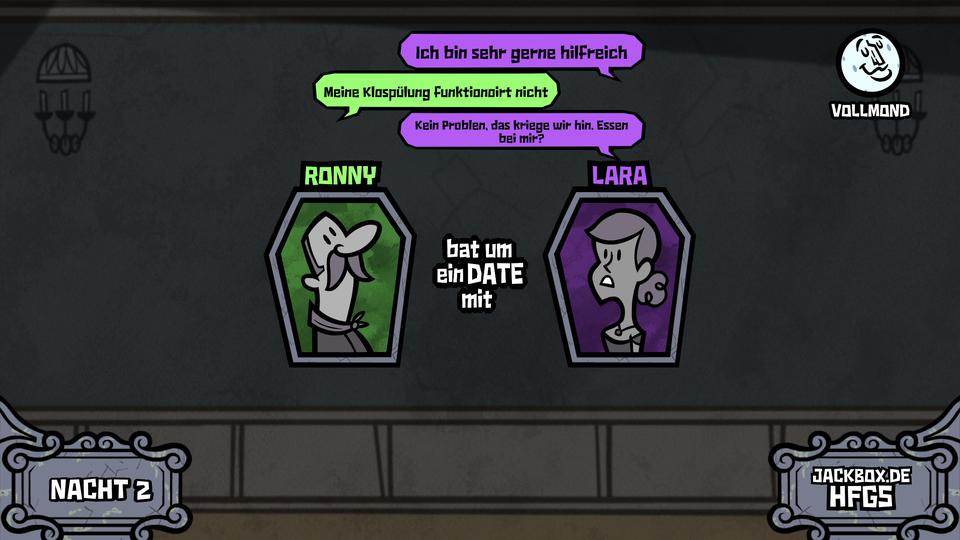 Ich bin sehr gerne hilfreich
Meine Klospülung funktionoirt nicht
Kein Problen, das kriege wir hin. Essen
bei mir?
VOLLMOND
RONNY
LARA
bat um
ein DATE
mit
NACHT 2
JACKBOX.DE
HFGS